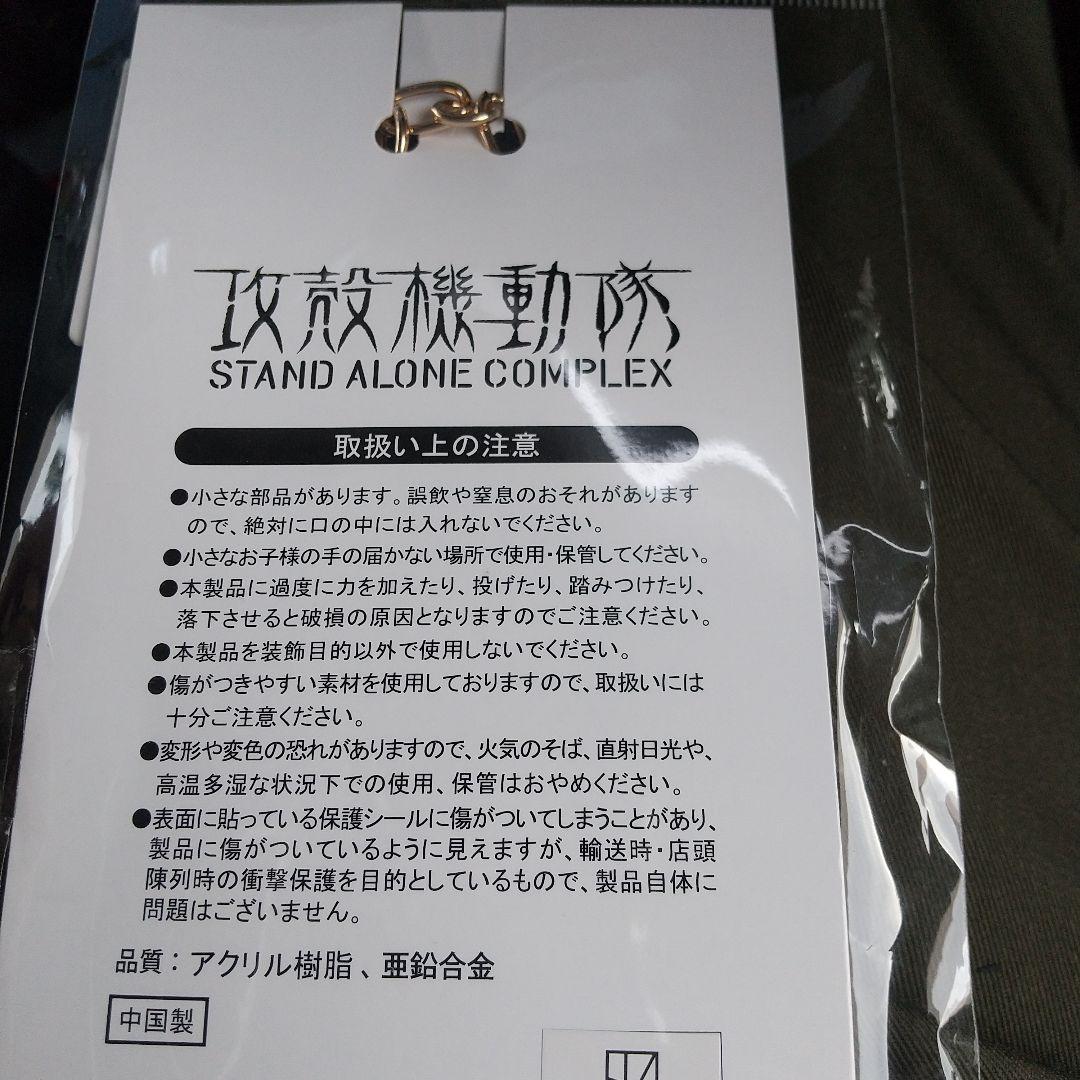 攻殻機動隊
STAND ALONE COMPLEX
取扱い上の注意
●小さな部品があります。誤飲や窒息のおそれがあります
ので、絶対に口の中には入れないでください。
●小さなお子様の手の届かない場所で使用・保管してください。
●本製品に過度に力を加えたり、投げたり、踏みつけたり、
落下させると破損の原因となりますのでご注意ください。
●本製品を装飾目的以外で使用しないでください。
●傷がつきやすい素材を使用しておりますので、取扱いには
十分ご注意ください。
●変形や変色の恐れがありますので、火気のそば、直射日光や、
高温多湿な状況下での使用、保管はおやめください。
●表面に貼っている保護シールに傷がついてしまうことがあり、
製品に傷がついているように見えますが、輸送時・店頭
陳列時の衝撃保護を目的としているもので、製品自体に
問題はございません。
品質：アクリル樹脂、亜鉛合金
中国製